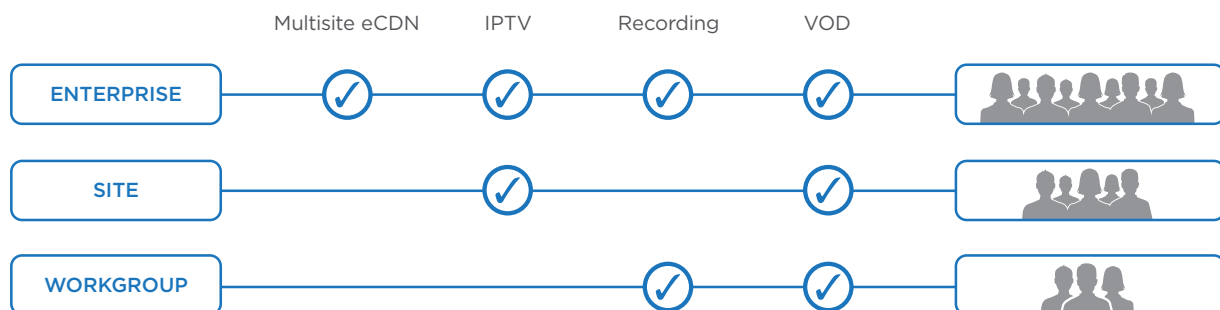 Multisite eCDN IPTV Recording VOD
ENTERPRISE
SITE
WORKGROUP